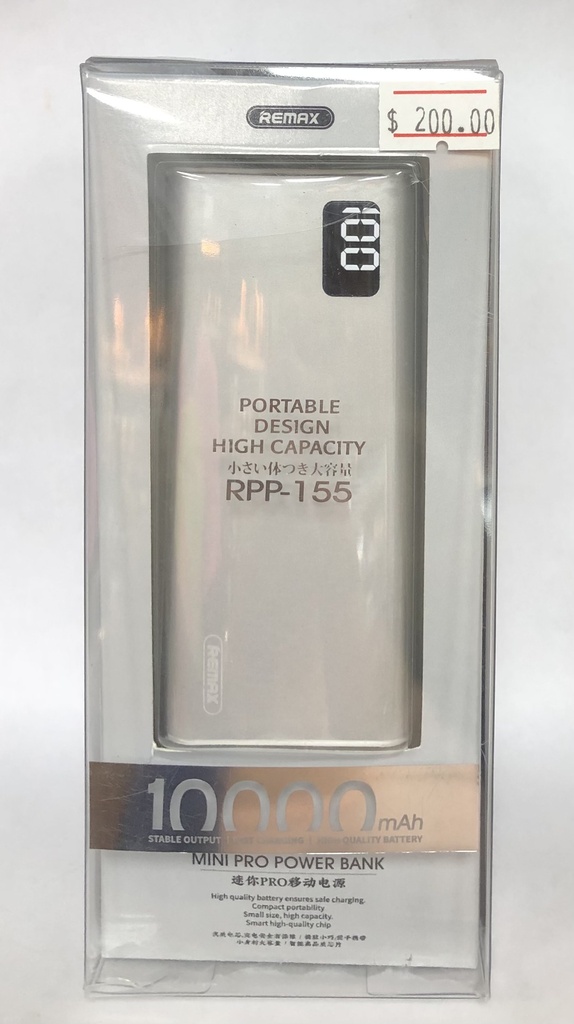 REMAX
$ 200.00
100
PORTABLE
DESIGN
HIGH CAPACITY
小さい体つき大容量
RPP-155
REMAX
10000mAh
STABLE OUTPUT | FAST CHARGING | HIGH QUALITY BATTERY
MINI PRO POWER BANK
迷你PRO移动电源
High quality battery ensures safe charging.
Compact portability
Small size, high capacity.
Smart high-quality chip